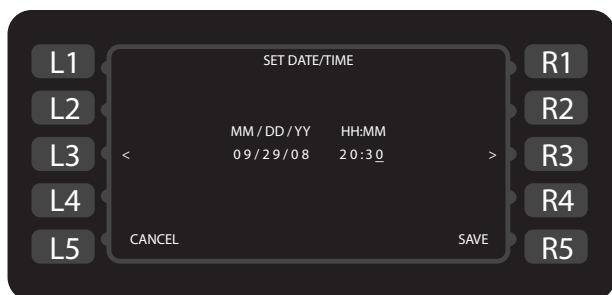 SET DATE/TIME
L1 R1
L2 R2
MM / DD / YY HH:MM
L3 < 09/29/08 20:30 > R3
L4 R4
CANCEL SAVE
L5 R5